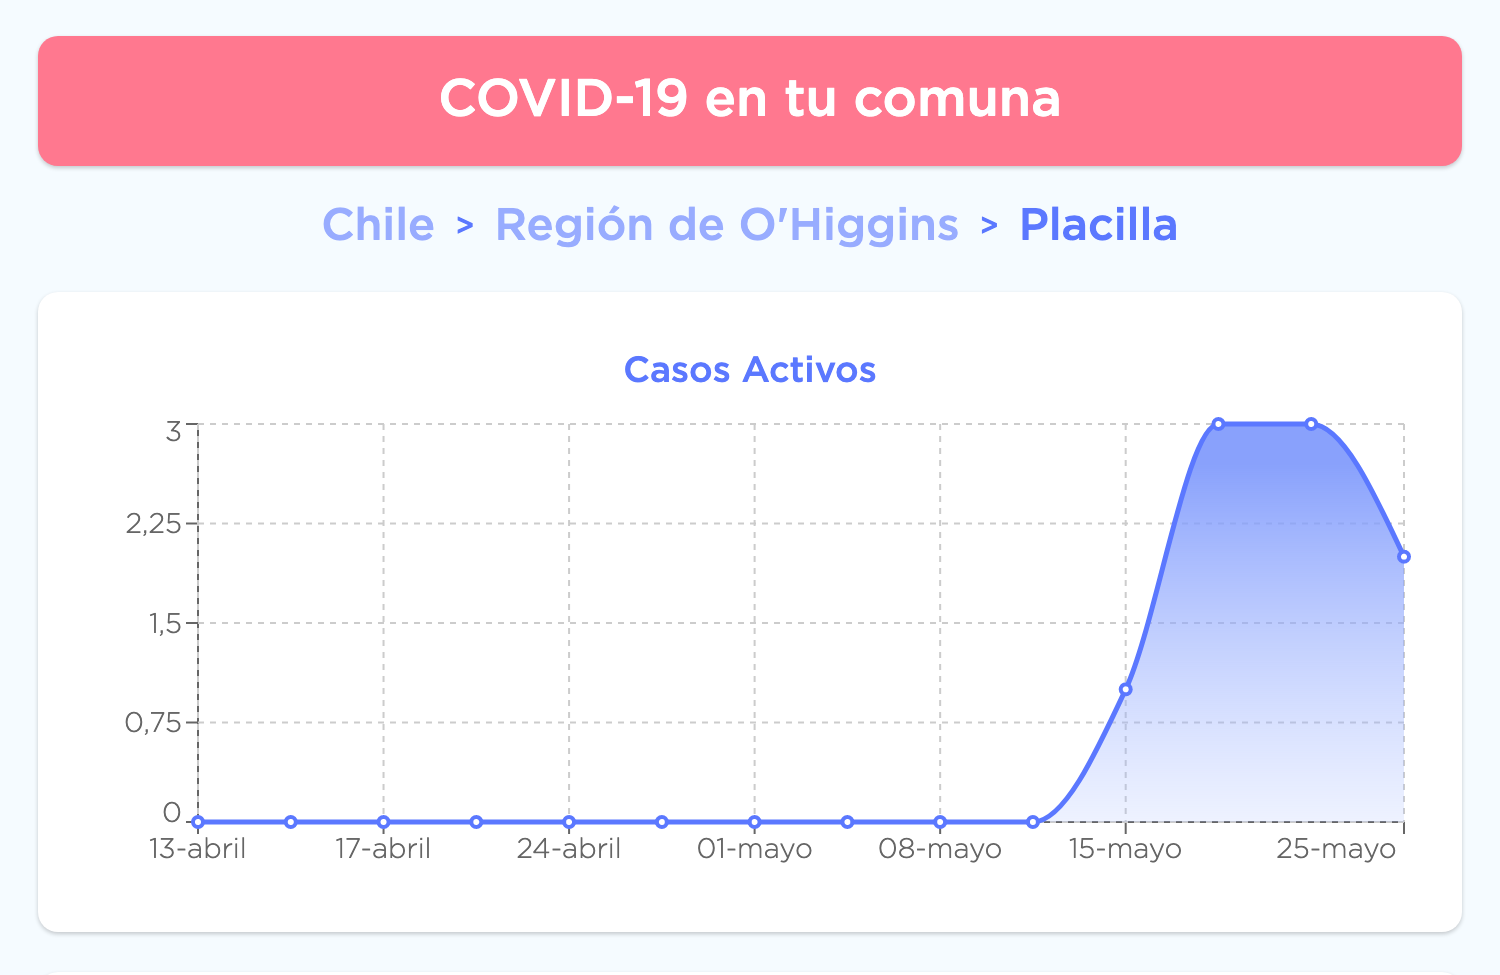 COVID-19 en tu comuna
Chile > Región de O'Higgins > Placilla
Casos Activos
3
2,25
1,5
0,75
0
13-abril 17-abril 24-abril 01-mayo 08-mayo 15-mayo 25-mayo